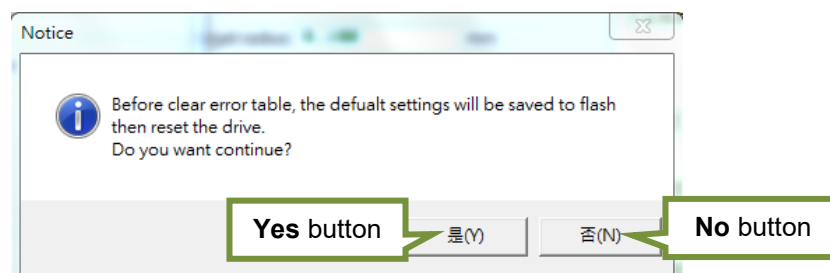 Notice
Before clear error table, the defualt settings will be saved to flash
then reset the drive.
Do you want continue?
Yes button
是(Y)
否(N)
No button